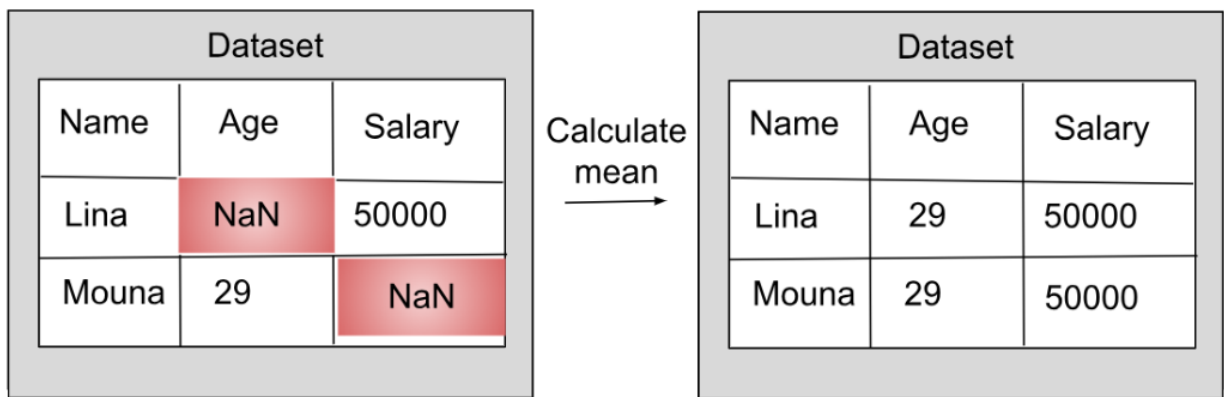 Dataset
Name Age Salary
Lina NaN 50000
Mouna 29 NaN
Calculate
mean
Dataset
Name Age Salary
Lina 29 50000
Mouna 29 50000